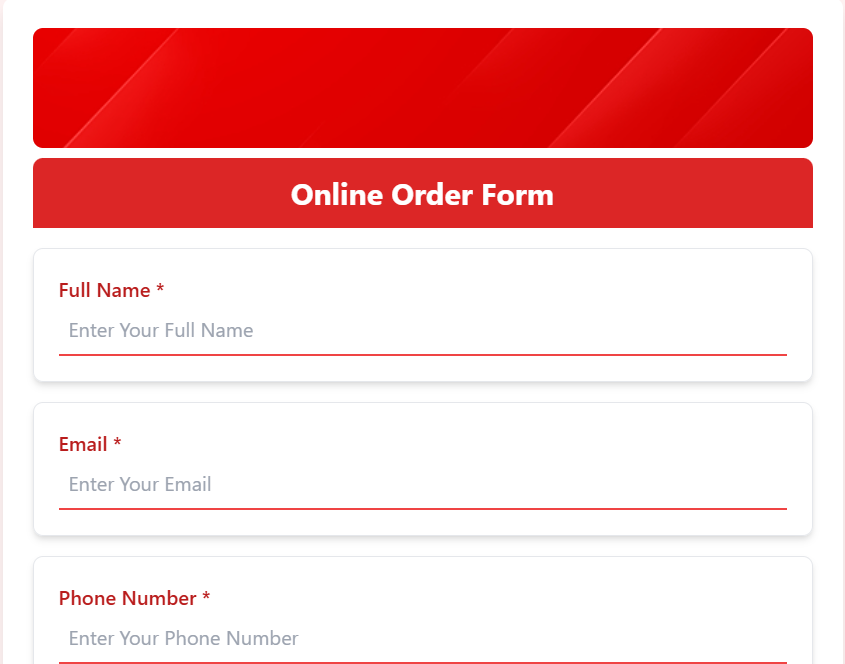 Online Order Form
Full Name *
Enter Your Full Name
Email *
Enter Your Email
Phone Number *
Enter Your Phone Number